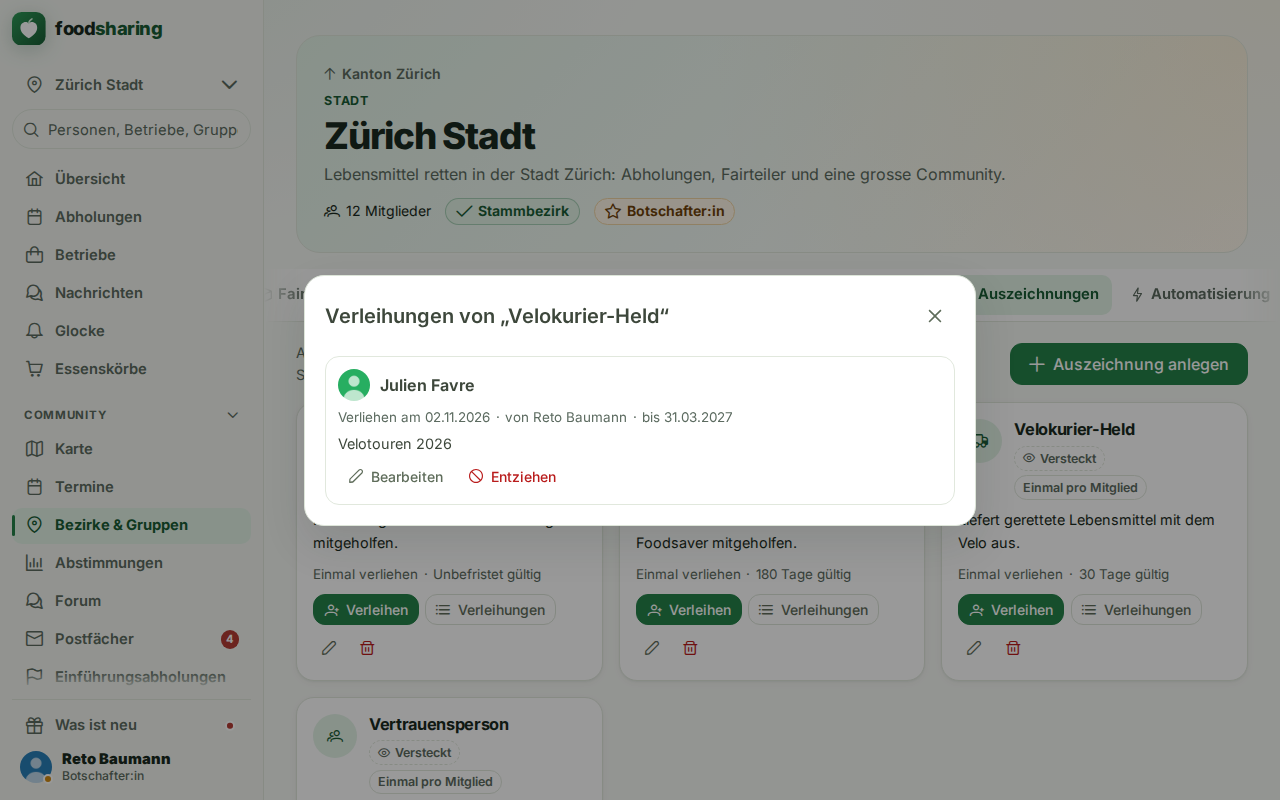 foodsharing
Zürich Stadt
Personen, Betriebe, Grupp
Übersicht
Abholungen
Betriebe
Nachrichten
Glocke
Essenskörbe
COMMUNITY
Karte
Termine
Bezirke & Gruppen
Abstimmungen
Forum
Postfächer
4
Einführungsabholungen
Was ist neu
Reto Baumann
Botschafter:in
Kanton Zürich
STADT
Zürich Stadt
Lebensmittel retten in der Stadt Zürich: Abholungen, Fairteiler und eine grosse Community.
12 Mitglieder
Stammbezirk
Botschafter:in
Auszeichnungen
Automatisierung
Auszeichnung anlegen
Verleihungen von „Velokurier-Held“
Julien Favre
Verliehen am 02.11.2026 · von Reto Baumann · bis 31.03.2027
Velotouren 2026
Bearbeiten
Entziehen
mitgeholfen.
Einmal verliehen · Unbefristet gültig
Verleihen
Verleihungen
Foodsaver mitgeholfen.
Einmal verliehen · 180 Tage gültig
Verleihen
Verleihungen
Velokurier-Held
Versteckt
Einmal pro Mitglied
Liefert gerettete Lebensmittel mit dem
Velo aus.
Einmal verliehen · 30 Tage gültig
Verleihen
Verleihungen
Vertrauensperson
Versteckt
Einmal pro Mitglied